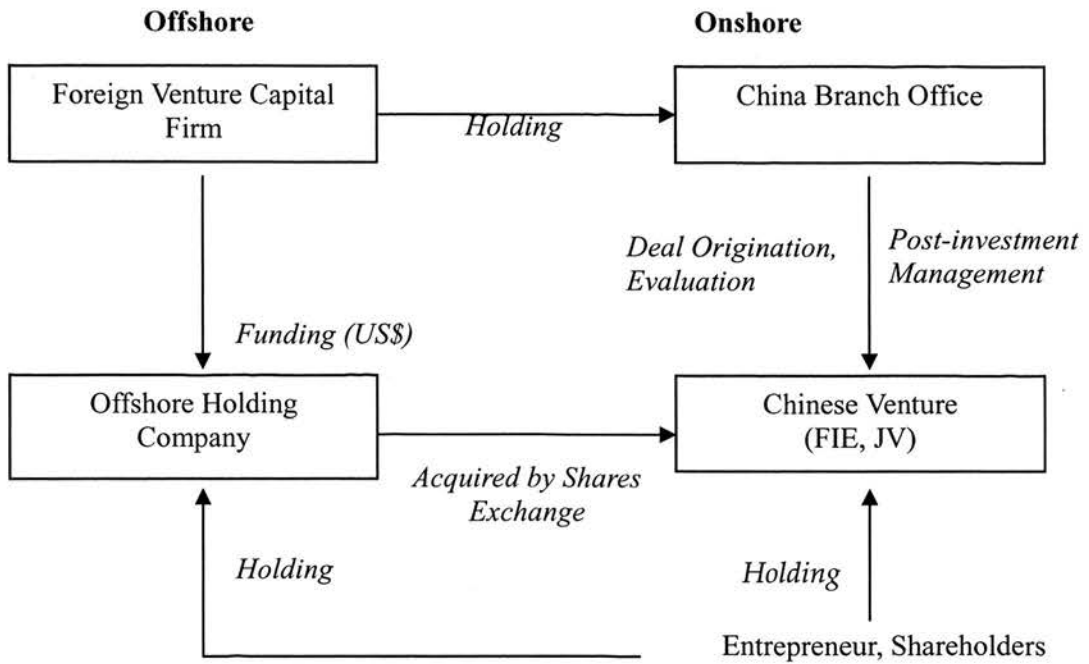 Offshore
Onshore
Foreign Venture Capital
Firm
China Branch Office
Holding
Deal Origination,
Evaluation
Post-investment
Management
Funding (US$)
Offshore Holding
Company
Chinese Venture
(FIE, JV)
Acquired by Shares
Exchange
Holding
Holding
Entrepreneur, Shareholders